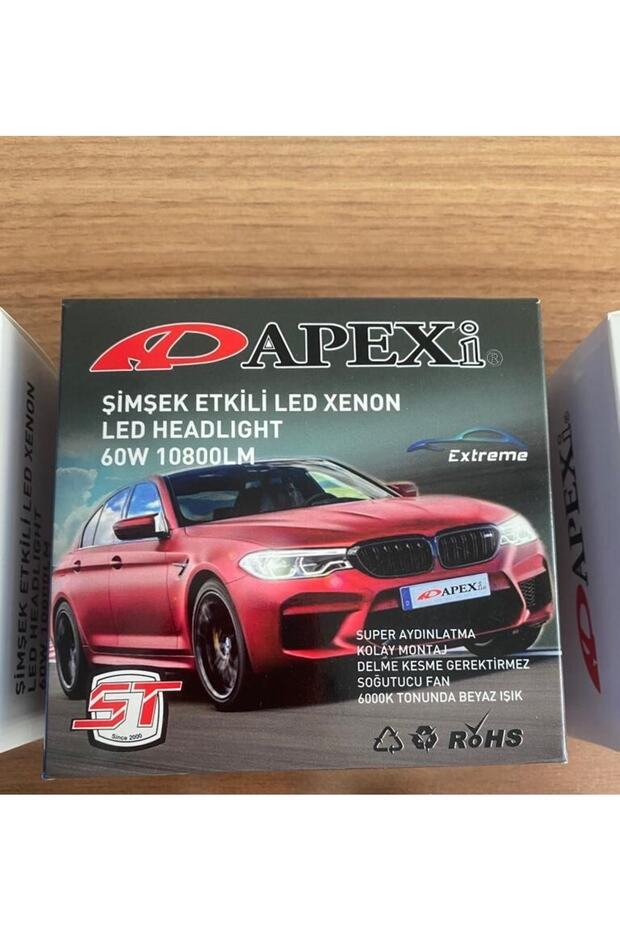 APEXi®
ŞİMŞEK ETKİLİ LED XENON
LED HEADLIGHT
60W 10800LM
Extreme
APEXi
SUPER AYDINLATMA
KOLAY MONTAJ
DELME KESME GEREKTİRMEZ
SOĞUTUCU FAN
6000K TONUNDA BEYAZ IŞIK
ST
Since 2000
RoHS
ŞİMŞEK ETKİLİ LED XENON
LED HEADLIGHT
60W 10800LM
APEXi®